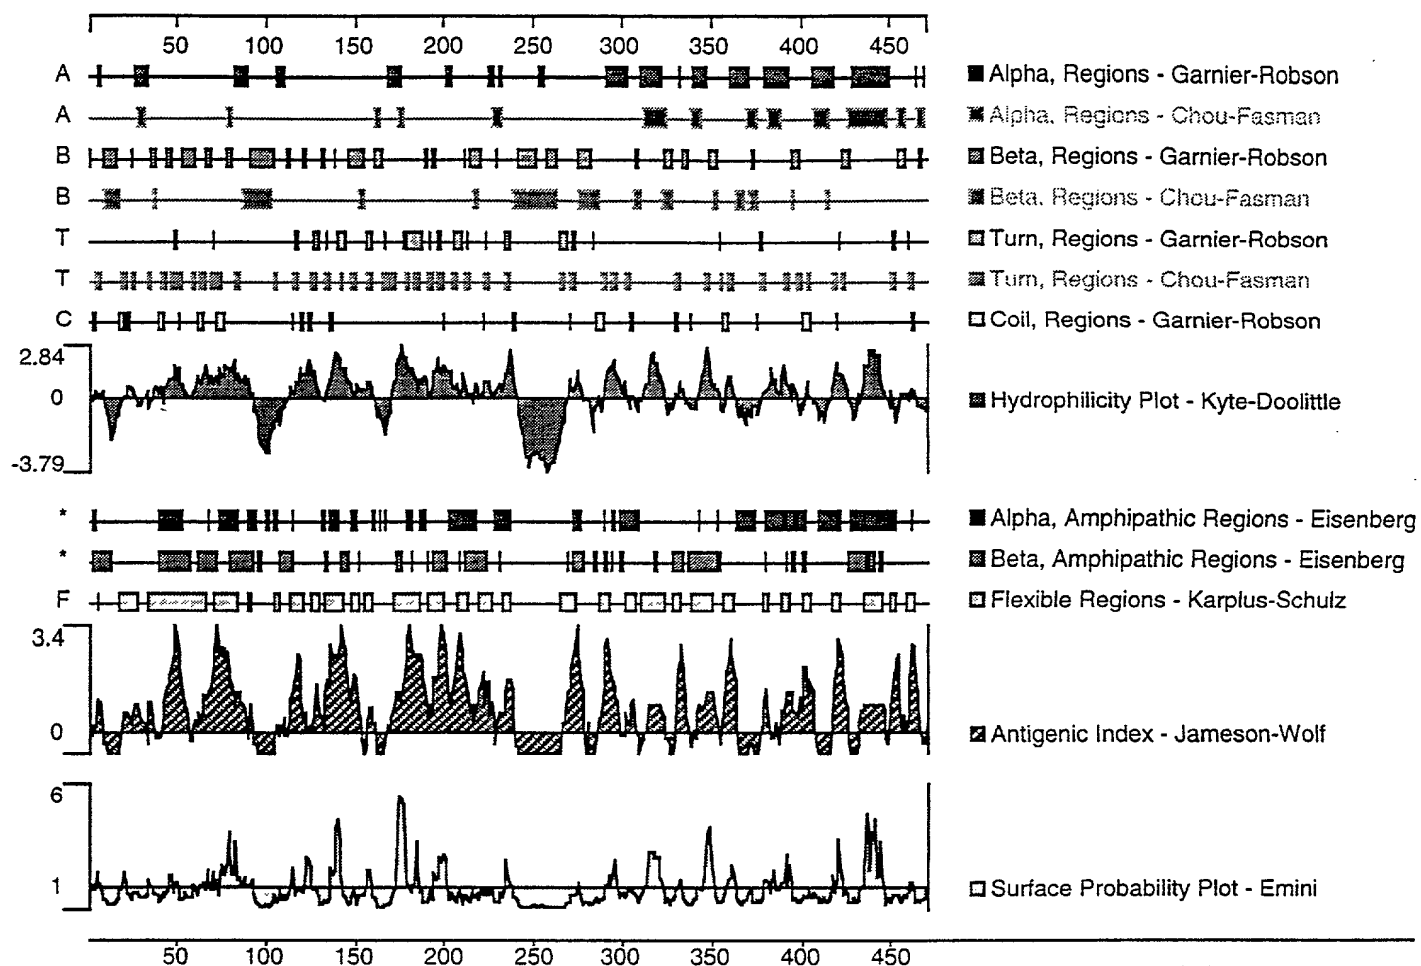 50 100 150 200 250 300 350 400 450
A Alpha, Regions - Garnier-Robson
A Alpha, Regions - Chou-Fasman
B Beta, Regions - Garnier-Robson
B Beta, Regions - Chou-Fasman
T Turn, Regions - Garnier-Robson
T Turn, Regions - Chou-Fasman
C Coil, Regions - Garnier-Robson
2.84
0 Hydrophilicity Plot - Kyte-Doolittle
-3.79
* Alpha, Amphipathic Regions - Eisenberg
* Beta, Amphipathic Regions - Eisenberg
F Flexible Regions - Karplus-Schulz
3.4
0 Antigenic Index - Jameson-Wolf
6
1 Surface Probability Plot - Emini
50 100 150 200 250 300 350 400 450